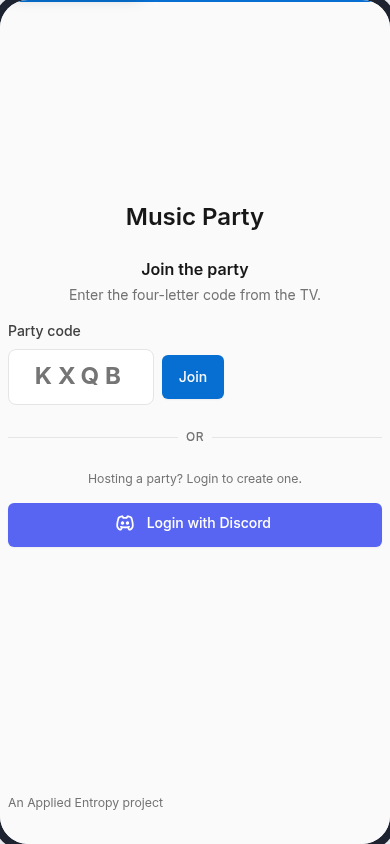 Music Party
Join the party
Enter the four-letter code from the TV.
Party code
KXQB
Join
OR
Hosting a party? Login to create one.
Login with Discord
An Applied Entropy project